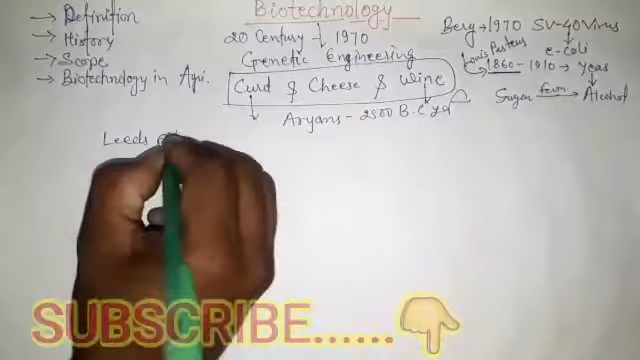 Biotechnology
→ Definition
→ History
→ Scope
→ Biotechnology in Agri.
20 Century → 1970
Genetic Engineering
Curd & Cheese & Wine
Aryans - 2500 B.C
Berg → 1970 SV-40 Virus
e-coli
Louis Pasteus
1860 - 1910 → Yeas
Sugar ferm. → Alcohol
Leeds
SUBSCRIBE......